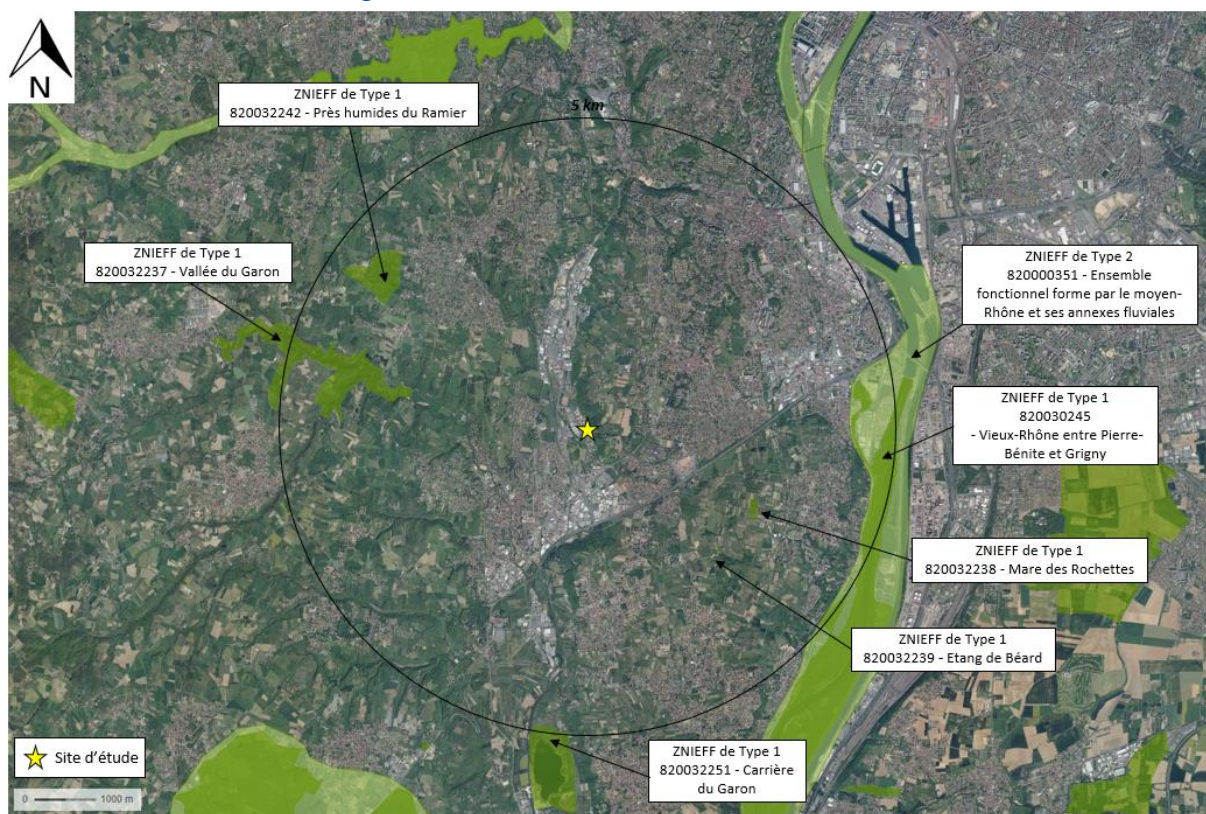 N
5 km
ZNIEFF de Type 1
820032242 - Près humides du Ramier
ZNIEFF de Type 1
820032237 - Vallée du Garon
ZNIEFF de Type 2
820000351 - Ensemble
fonctionnel forme par le moyen-
Rhône et ses annexes fluviales
ZNIEFF de Type 1
820030245
- Vieux-Rhône entre Pierre-
Bénite et Grigny
ZNIEFF de Type 1
820032238 - Mare des Rochettes
ZNIEFF de Type 1
820032239 - Etang de Béard
ZNIEFF de Type 1
820032251 - Carrière
du Garon
Site d'étude
0 1000 m